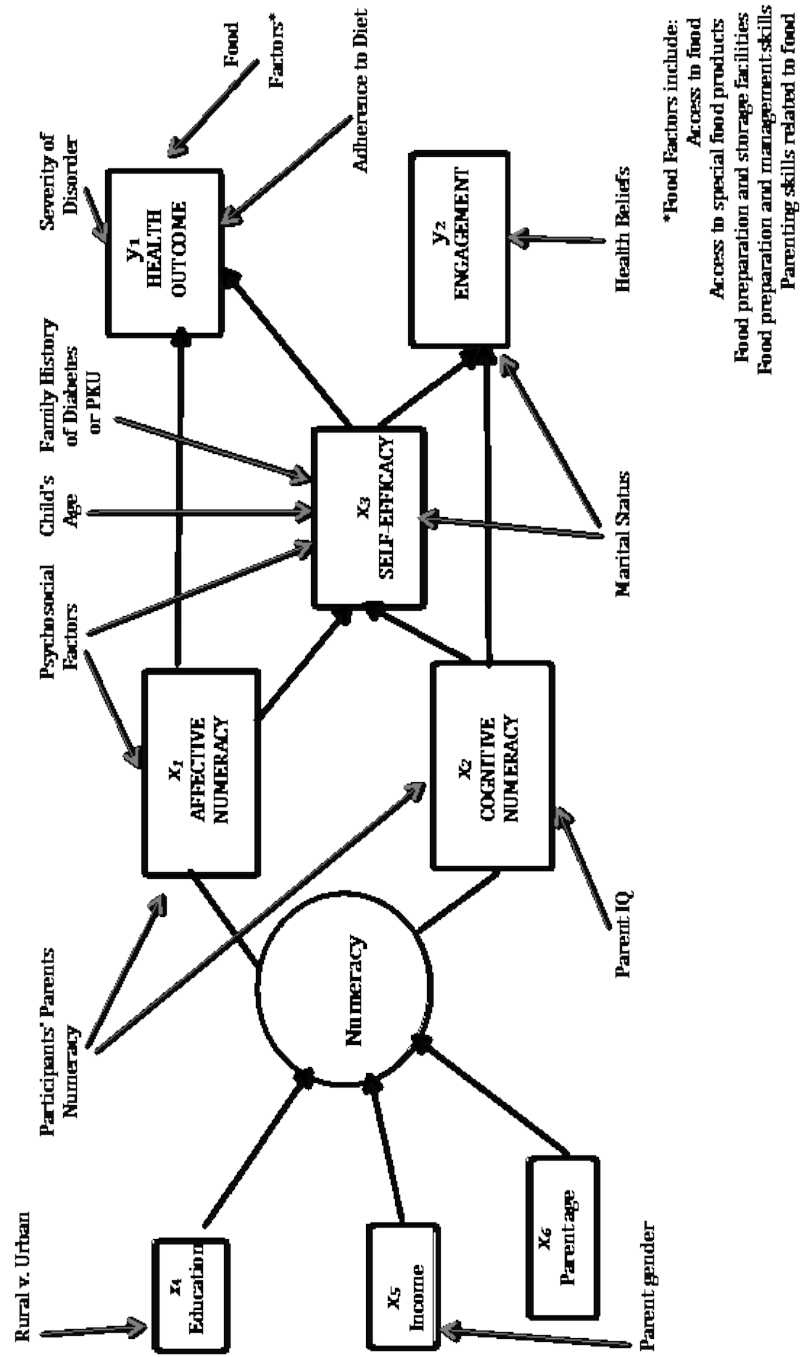 Rural v. Urban
Participants' Parents
Numeracy
Psychosocial
Factors
Child's
Age
Family History
of Diabetes
or PKU
Severity of
Disorder
Food
Factors*
Adherence to Diet
x₄
Education
x₅
Income
x₆
Parent age
Numeracy
x₁
AFFECTIVE
NUMERACY
x₂
COGNITIVE
NUMERACY
x₃
SELF-EFFICACY
y₁
HEALTH
OUTCOME
y₂
ENGAGEMENT
Parent gender
Parent IQ
Marital Status
Health Beliefs
*Food Factors include:
Access to food
Access to special food products
Food preparation and storage facilities
Food preparation and management skills
Parenting skills related to food